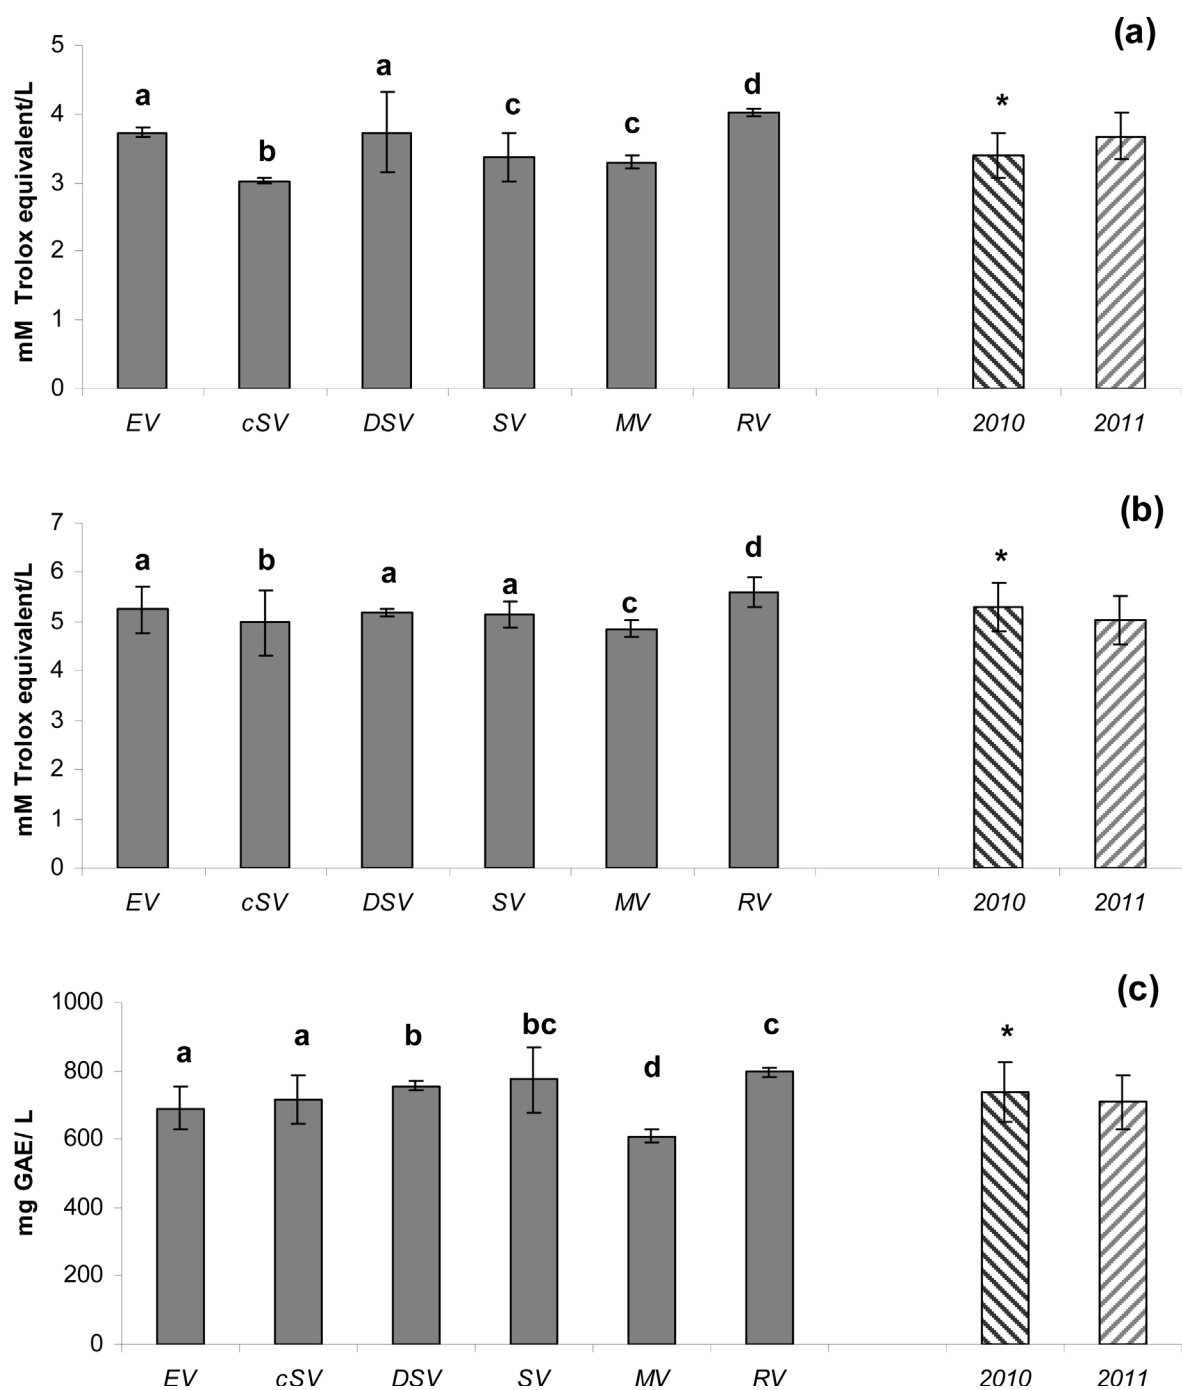 (a)
mM Trolox equivalent/L
5
4
3
2
1
0
a
b
a
c
c
d
*
EV cSV DSV SV MV RV 2010 2011
(b)
mM Trolox equivalent/L
7
6
5
4
3
2
1
0
a
b
a
a
c
d
*
EV cSV DSV SV MV RV 2010 2011
(c)
mg GAE/ L
1000
800
600
400
200
0
a
a
b
bc
d
c
*
EV cSV DSV SV MV RV 2010 2011